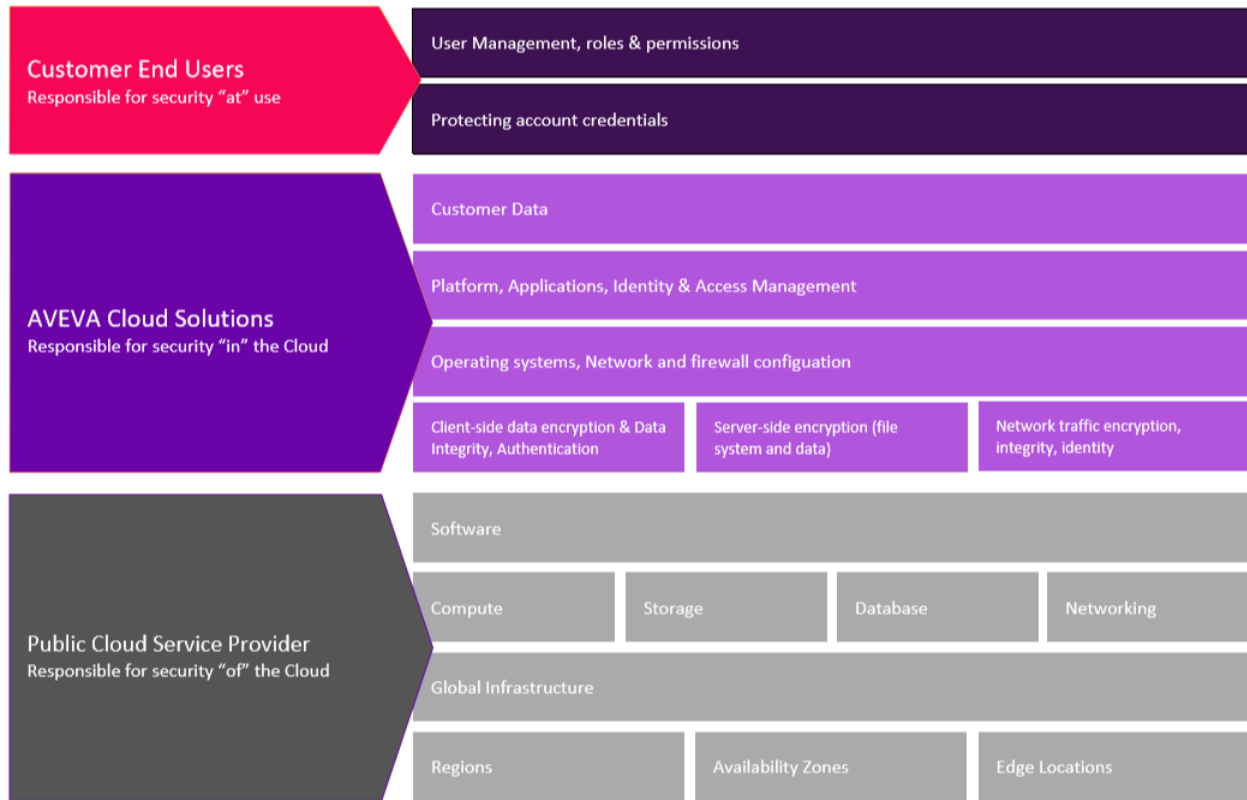 Customer End Users
Responsible for security “at” use
User Management, roles & permissions
Protecting account credentials
AVEVA Cloud Solutions
Responsible for security “in” the Cloud
Customer Data
Platform, Applications, Identity & Access Management
Operating systems, Network and firewall configuation
Client-side data encryption & Data
Integrity, Authentication
Server-side encryption (file
system and data)
Network traffic encryption,
integrity, identity
Public Cloud Service Provider
Responsible for security “of” the Cloud
Software
Compute
Storage
Database
Networking
Global Infrastructure
Regions
Availability Zones
Edge Locations